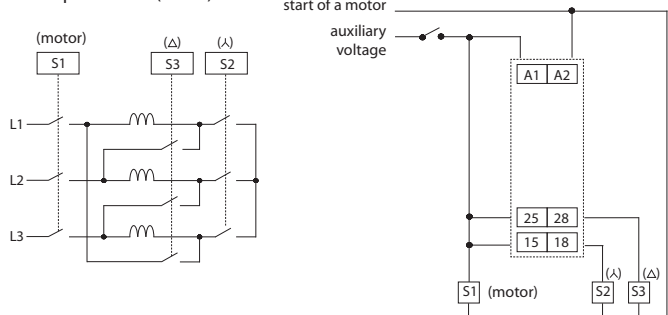 start of a motor
auxiliary
voltage
(motor)
(△)
(⅄)
S1
S3
S2
A1
A2
L1
L2
L3
25
28
15
18
(⅄)
(△)
S1
(motor)
S2
S3